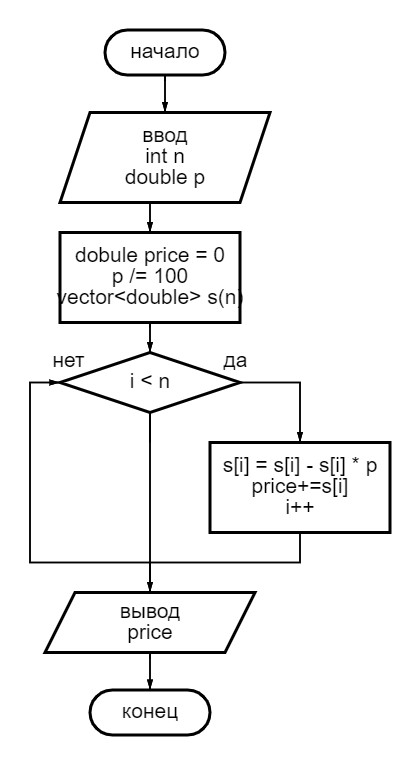 начало
ввод
int n
double p
dobule price = 0
p /= 100
vector<double> s(n)
нет
да
i < n
s[i] = s[i] - s[i] * p
price+=s[i]
i++
вывод
price
конец